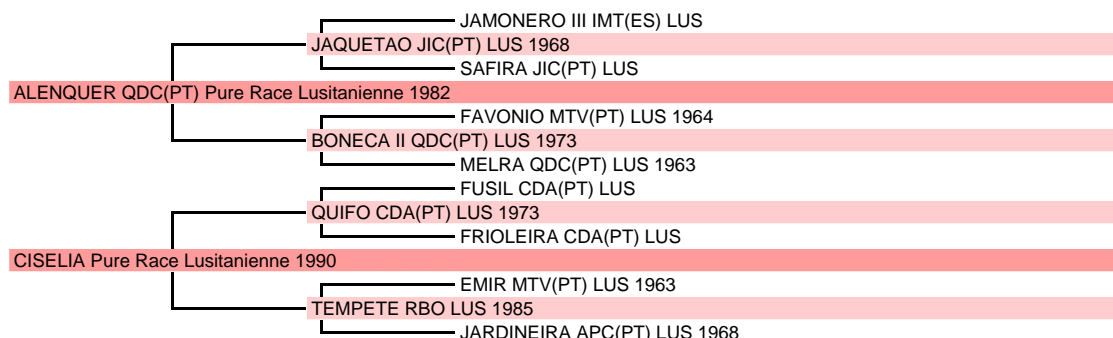 JAMONERO III IMT(ES) LUS
JAQUETAO JIC(PT) LUS 1968
SAFIRA JIC(PT) LUS
ALENQUER QDC(PT) Pure Race Lusitanienne 1982
FAVONIO MTV(PT) LUS 1964
BONECA II QDC(PT) LUS 1973
MELRA QDC(PT) LUS 1963
FUSIL CDA(PT) LUS
QUIFO CDA(PT) LUS 1973
FRIOLEIRA CDA(PT) LUS
CISELIA Pure Race Lusitanienne 1990
EMIR MTV(PT) LUS 1963
TEMPETE RBO LUS 1985
JARDINEIRA APC(PT) LUS 1968